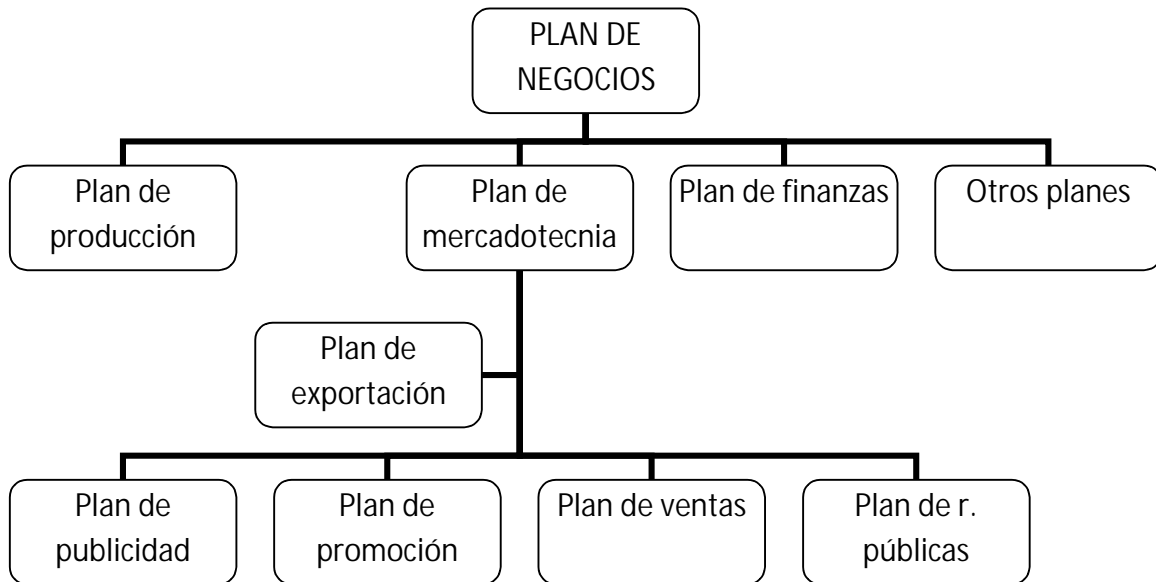 PLAN DE
NEGOCIOS
Plan de
producción
Plan de
mercadotecnia
Plan de finanzas
Otros planes
Plan de
exportación
Plan de
publicidad
Plan de
promoción
Plan de ventas
Plan de r.
públicas